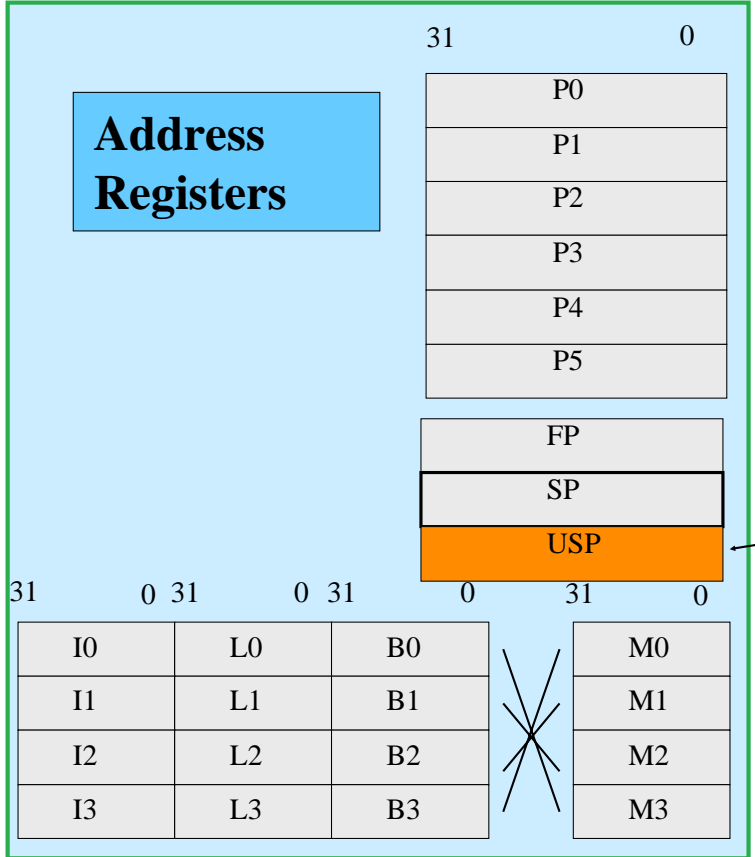 31 0
Address
Registers
P0
P1
P2
P3
P4
P5
FP
SP
USP
31 0 31 0 31 0 31 0
I0 L0 B0 M0
I1 L1 B1 M1
I2 L2 B2 M2
I3 L3 B3 M3